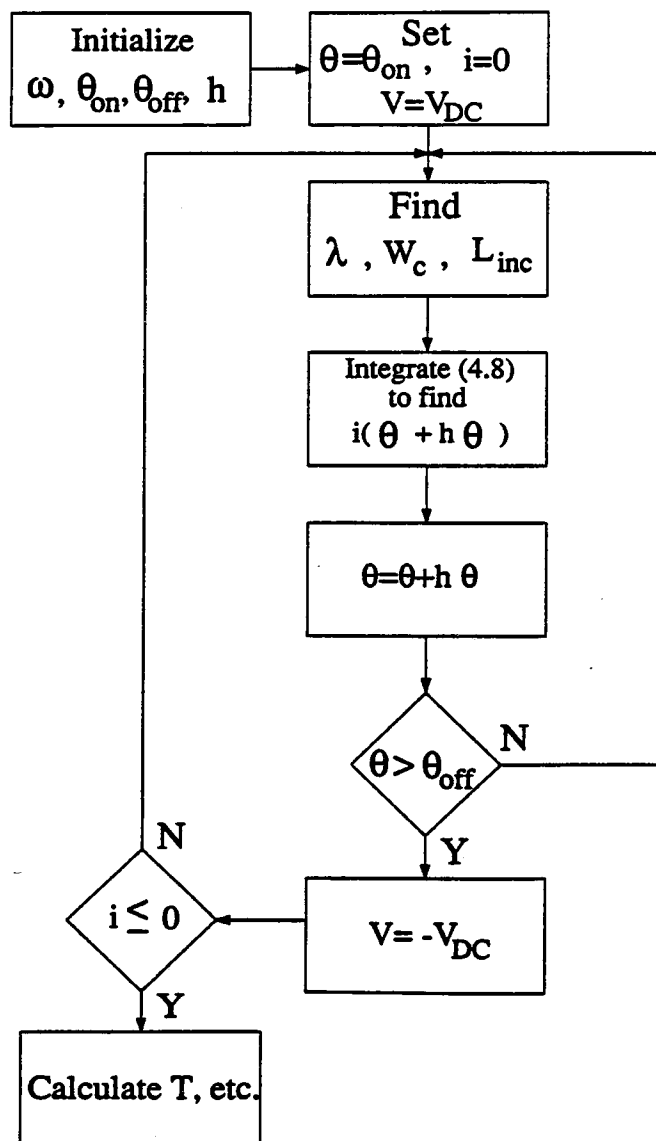 Initialize
ω, θon, θoff, h
Set
θ=θon , i=0
V=VDC
Find
λ , Wc , Linc
Integrate (4.8)
to find
i( θ + h θ )
θ=θ+h θ
θ> θoff
N
Y
V= -VDC
N
i ≤ 0
Y
Calculate T, etc.